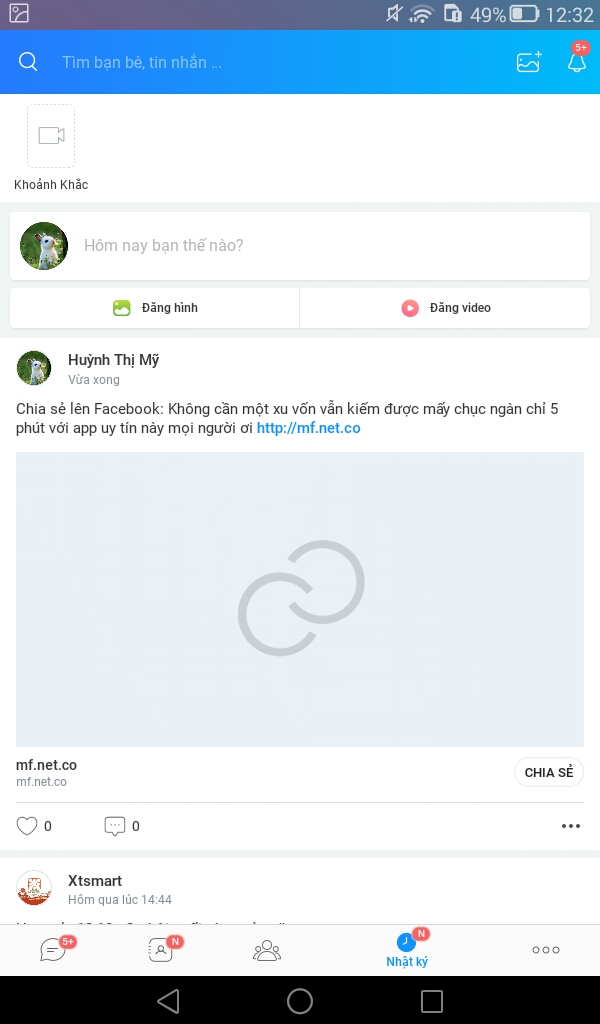 49% 12:32
Tìm bạn bè, tin nhắn ...
5+
Khoảnh Khắc
Hôm nay bạn thế nào?
Đăng hình
Đăng video
Huỳnh Thị Mỹ
Vừa xong
Chia sẻ lên Facebook: Không cần một xu vốn vẫn kiếm được mấy chục ngàn chỉ 5
phút với app uy tín này mọi người ơi http://mf.net.co
mf.net.co
mf.net.co
CHIA SẺ
0
0
Xtsmart
Hôm qua lúc 14:44
5+
N
N
Nhật ký